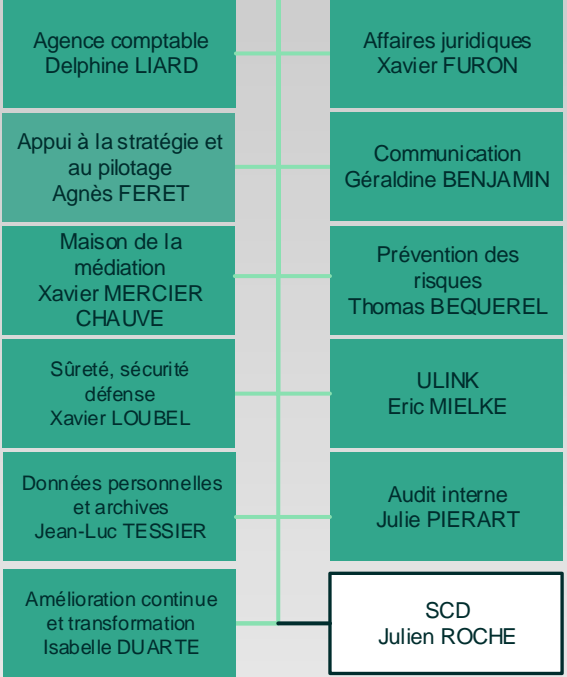 Agence comptable
Delphine LIARD
Affaires juridiques
Xavier FURON
Appui à la stratégie et
au pilotage
Agnès FERET
Communication
Géraldine BENJAMIN
Maison de la
médiation
Xavier MERCIER
CHAUVE
Prévention des
risques
Thomas BEQUEREL
Sûreté, sécurité
défense
Xavier LOUBEL
ULINK
Eric MIELKE
Données personnelles
et archives
Jean-Luc TESSIER
Audit interne
Julie PIERART
Amélioration continue
et transformation
Isabelle DUARTE
SCD
Julien ROCHE